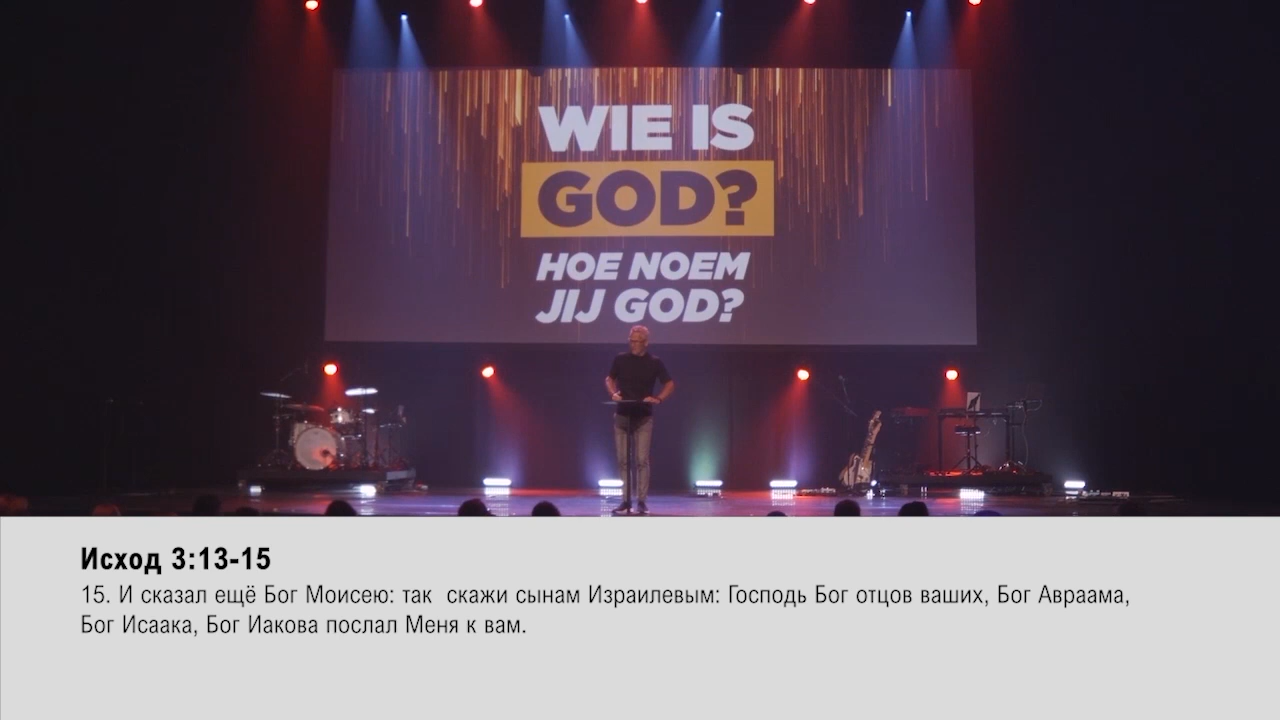 WIE IS
GOD?
HOE NOEM
JIJ GOD?
Исход 3:13-15
15. И сказал ещё Бог Моисею: так  скажи сынам Израилевым: Господь Бог отцов ваших, Бог Авраама,
Бог Исаака, Бог Иакова послал Меня к вам.